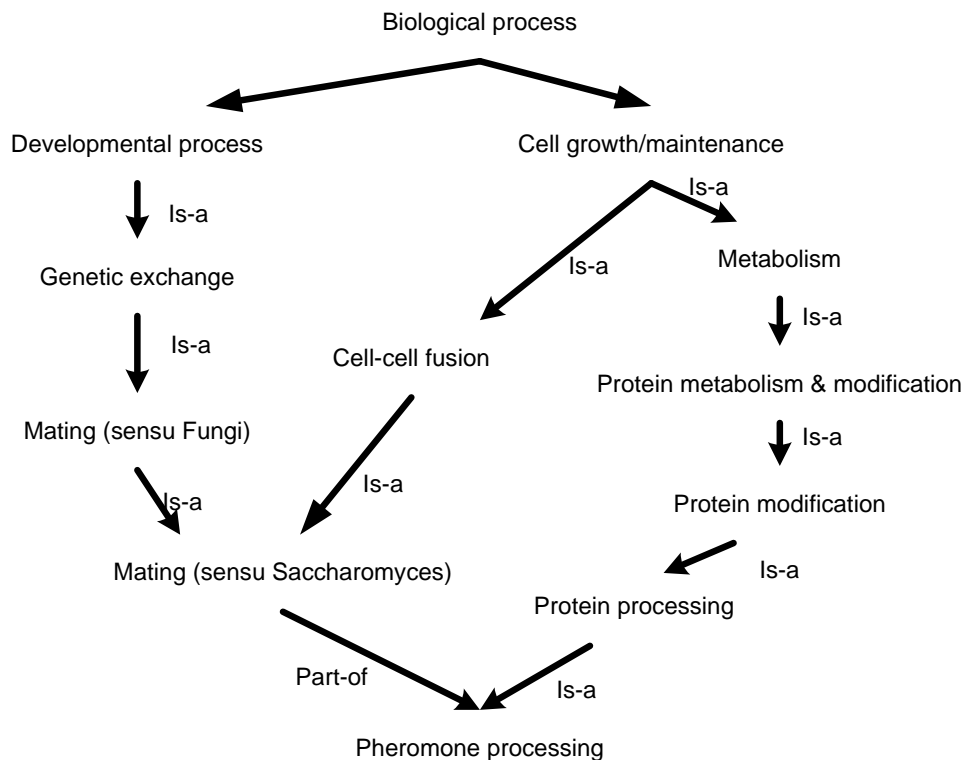 Biological process
Developmental process
Cell growth/maintenance
Is-a
Is-a
Metabolism
Is-a
Genetic exchange
Is-a
Is-a
Cell-cell fusion
Protein metabolism & modification
Mating (sensu Fungi)
Is-a
Is-a
Is-a
Protein modification
Mating (sensu Saccharomyces)
Is-a
Protein processing
Part-of
Is-a
Pheromone processing